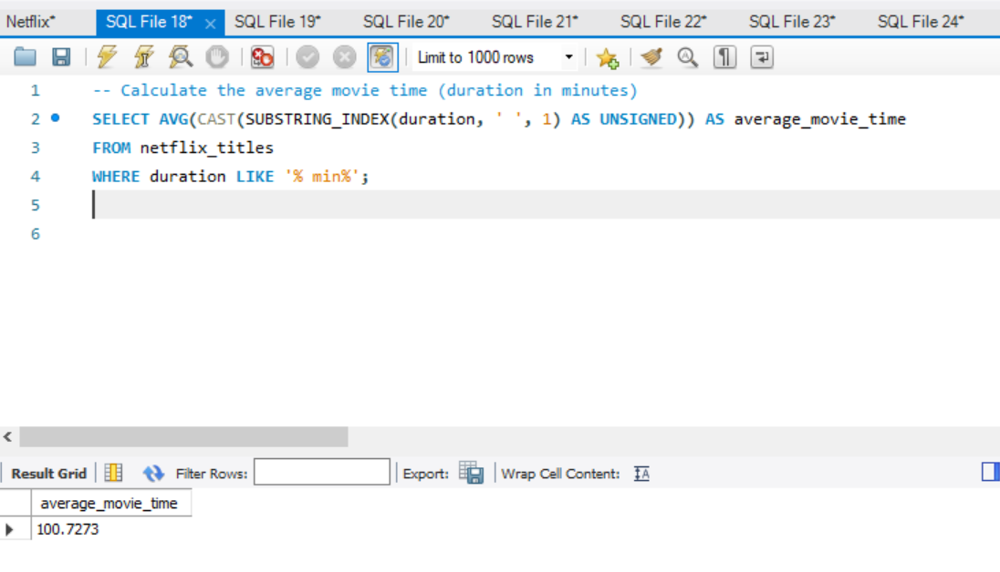 Netflix* SQL File 18* × SQL File 19* SQL File 20* SQL File 21* SQL File 22* SQL File 23* SQL File 24*
Limit to 1000 rows
1 -- Calculate the average movie time (duration in minutes)
2 SELECT AVG(CAST(SUBSTRING_INDEX(duration, ' ', 1) AS UNSIGNED)) AS average_movie_time
3 FROM netflix_titles
4 WHERE duration LIKE '% min%';
5
6
Result Grid Filter Rows: Export: Wrap Cell Content: IA
average_movie_time
100.7273